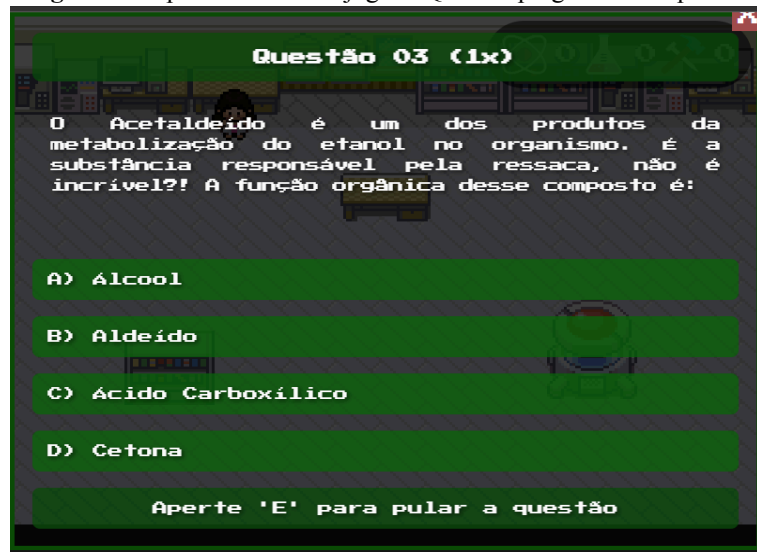 Questão 03 (1x)
O Acetaldeído é um dos produtos da
metabolização do etanol no organismo. É a
substância responsável pela ressaca, não é
incrível?! A função orgânica desse composto é:
A) Álcool
B) Aldeído
C) Ácido Carboxílico
D) Cetona
Aperte 'E' para pular a questão